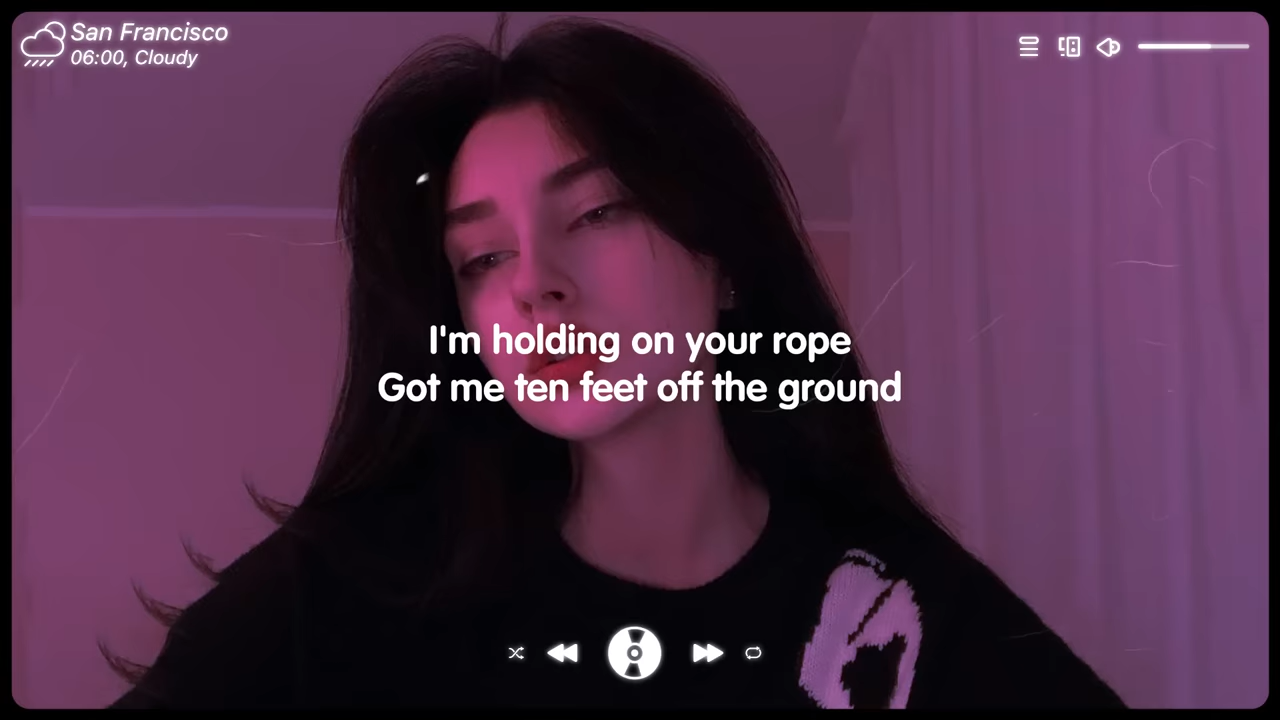 San Francisco
06:00, Cloudy
I'm holding on your rope
Got me ten feet off the ground